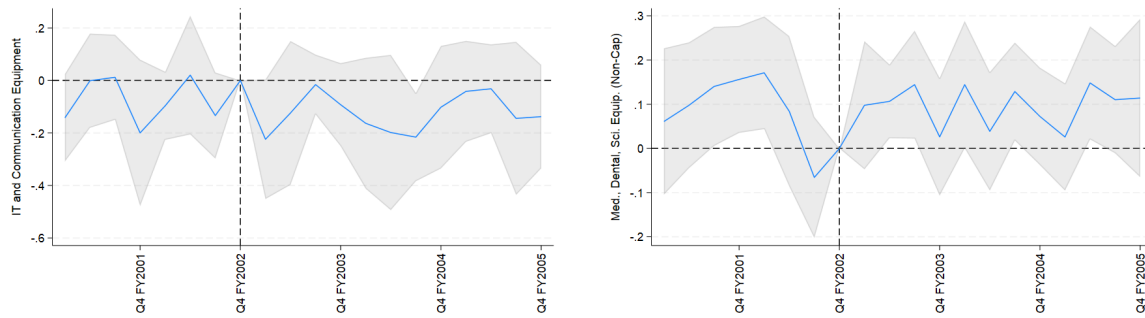 IT and Communication Equipment
.2
0
-.2
-.4
-.6
Q4 FY2001
Q4 FY2002
Q4 FY2003
Q4 FY2004
Q4 FY2005
Med., Dental, Sci. Equip. (Non-Cap)
.3
.2
.1
0
-.1
-.2
Q4 FY2001
Q4 FY2002
Q4 FY2003
Q4 FY2004
Q4 FY2005